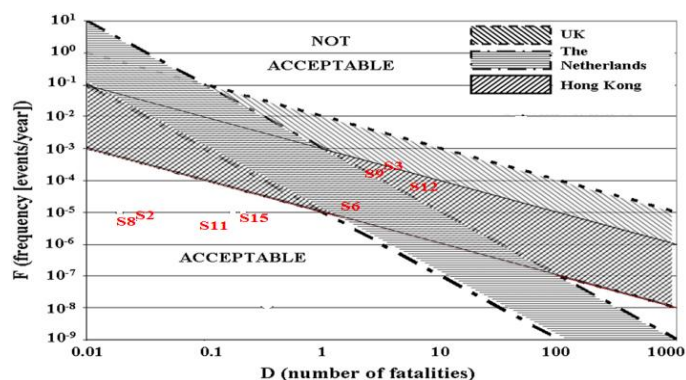 10¹
10⁰
10⁻¹
10⁻²
10⁻³
10⁻⁴
10⁻⁵
10⁻⁶
10⁻⁷
10⁻⁸
10⁻⁹
F (frequency [events/year])
NOT
ACCEPTABLE
UK
The
Netherlands
Hong Kong
S3
S9
S12
S6
S2
S8
S15
S11
ACCEPTABLE
0.01 0.1 1 10 100 1000
D (number of fatalities)